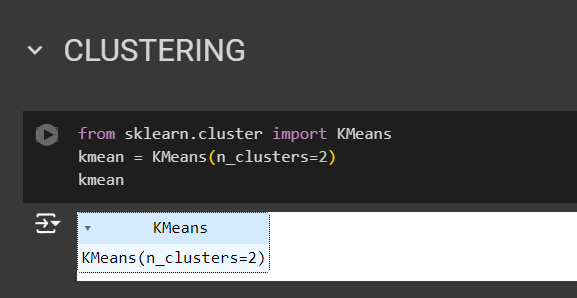 CLUSTERING
from sklearn.cluster import KMeans
kmean = KMeans(n_clusters=2)
kmean
KMeans
KMeans(n_clusters=2)